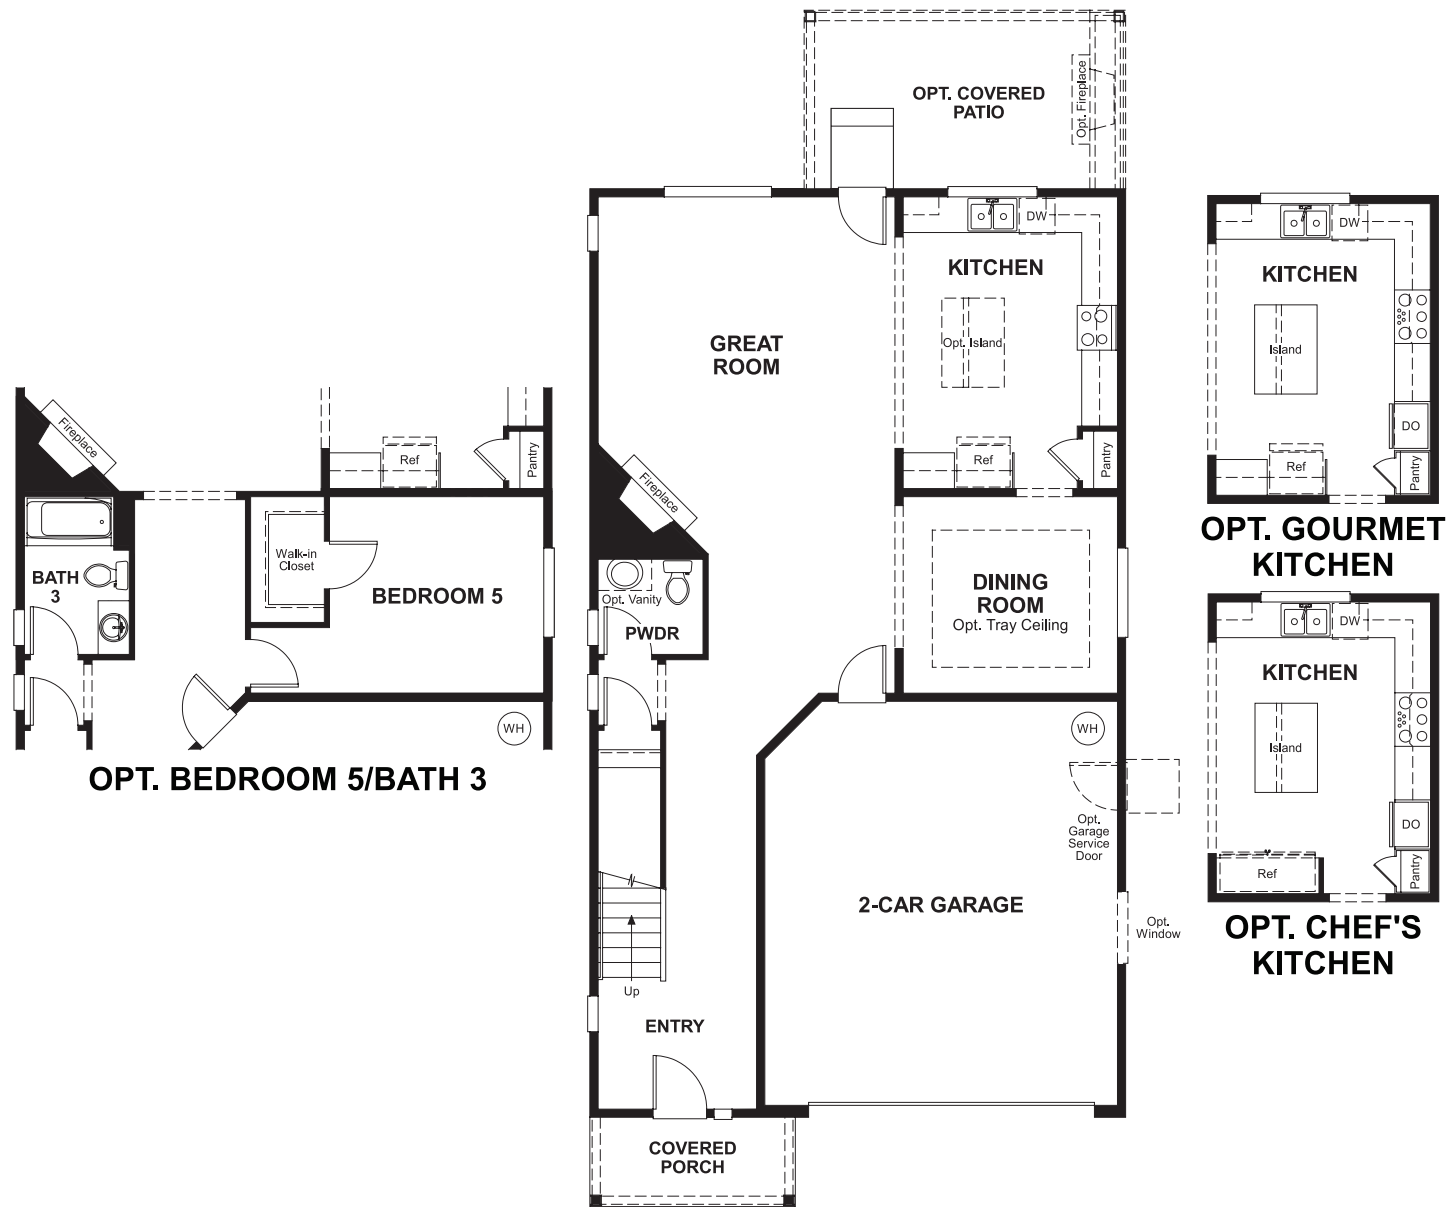 OPT. COVERED
PATIO
Opt. Fireplace
DW
KITCHEN
Opt. Island
GREAT
ROOM
Ref
Pantry
Fireplace
Opt. Vanity
PWDR
DINING
ROOM
Opt. Tray Ceiling
WH
Opt.
Garage
Service
Door
2-CAR GARAGE
Opt.
Window
Up
ENTRY
COVERED
PORCH
Fireplace
Ref
Pantry
Walk-in
Closet
BATH
3
BEDROOM 5
WH
OPT. BEDROOM 5/BATH 3
DW
KITCHEN
Island
DO
Ref
Pantry
OPT. GOURMET
KITCHEN
DW
KITCHEN
Island
DO
Ref
Pantry
OPT. CHEF'S
KITCHEN